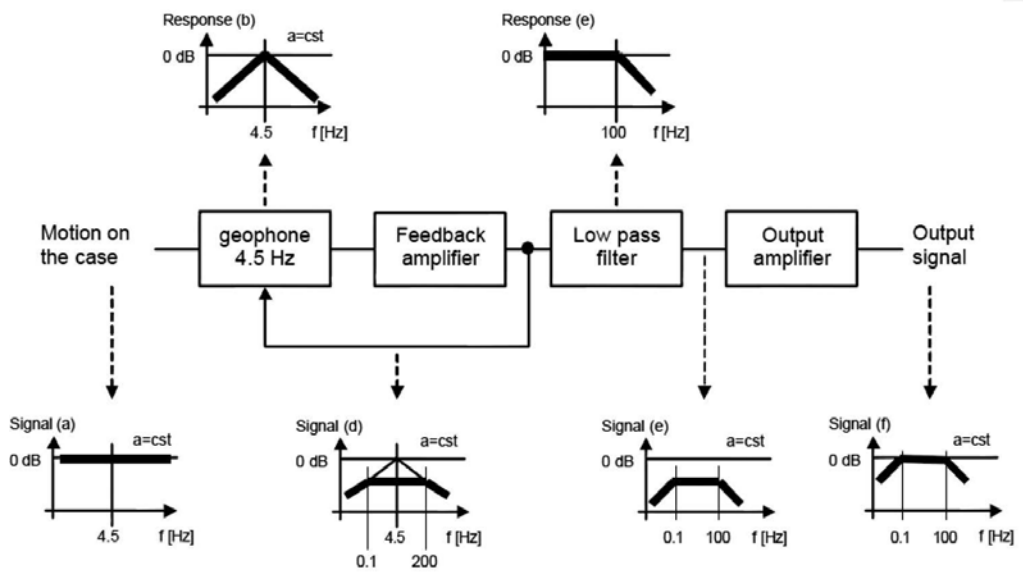 Response (b)
a=cst
0 dB
4.5
f [Hz]
Response (e)
0 dB
100
f [Hz]
Motion on
the case
geophone
4.5 Hz
Feedback
amplifier
Low pass
filter
Output
amplifier
Output
signal
Signal (a)
a=cst
0 dB
4.5
f [Hz]
Signal (d)
a=cst
0 dB
4.5
f [Hz]
0.1
200
Signal (e)
a=cst
0 dB
0.1
100
f [Hz]
Signal (f)
a=cst
0 dB
0.1
100
f [Hz]